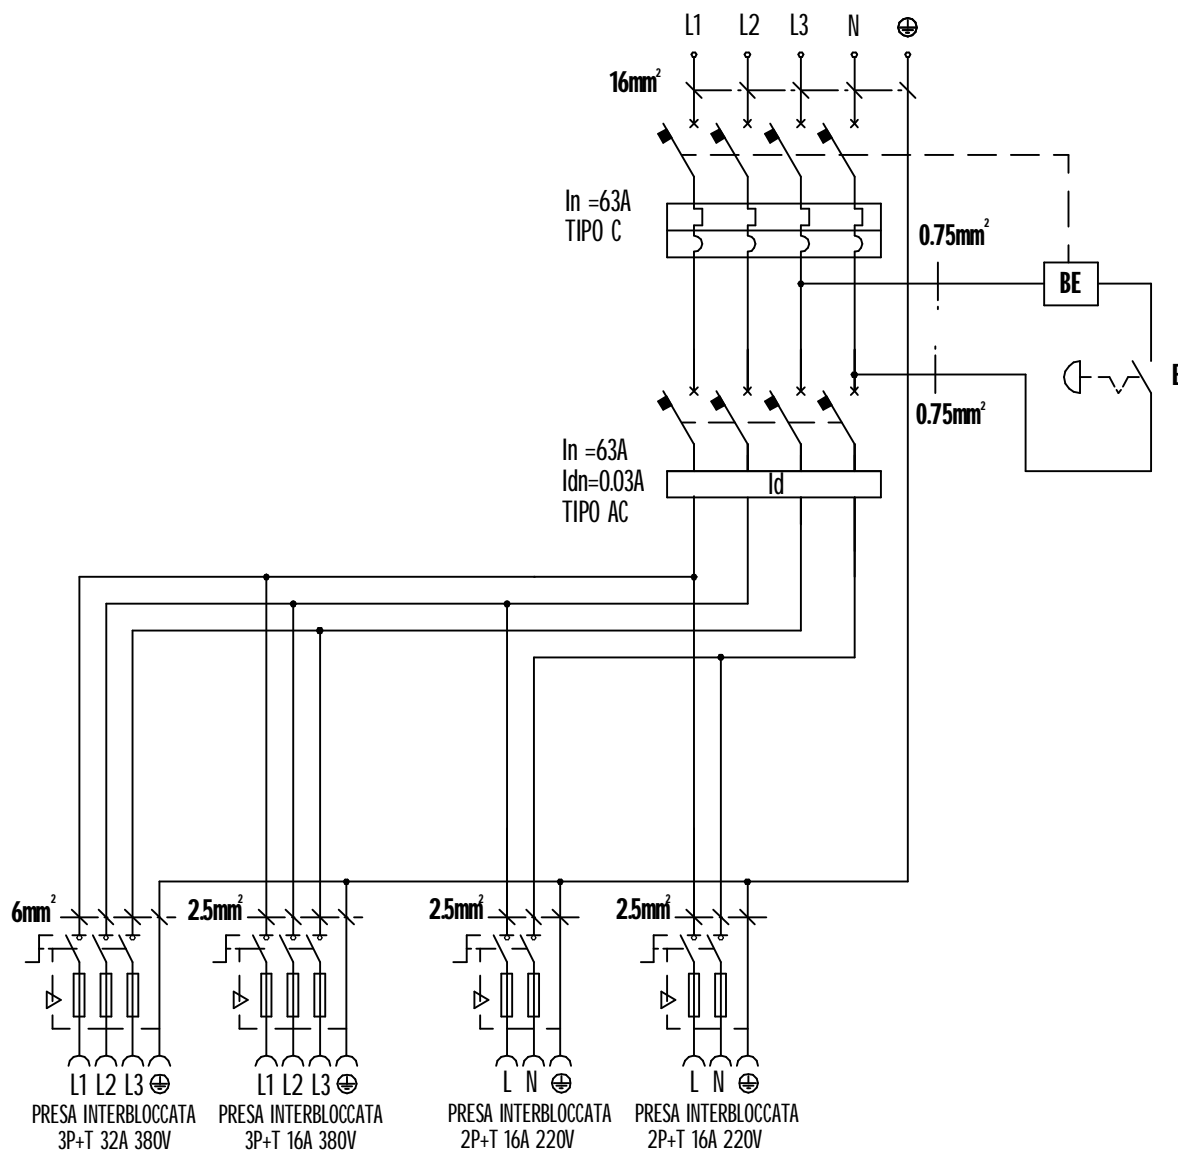 L1 L2 L3 N
16mm²
In =63A
TIPO C
0.75mm²
BE
0.75mm²
In =63A
Idn=0.03A
TIPO AC
Id
6mm² 2.5mm² 2.5mm² 2.5mm²
L1 L2 L3 L1 L2 L3 L N L N
PRESA INTERBLOCCATA
3P+T 32A 380V
PRESA INTERBLOCCATA
3P+T 16A 380V
PRESA INTERBLOCCATA
2P+T 16A 220V
PRESA INTERBLOCCATA
2P+T 16A 220V